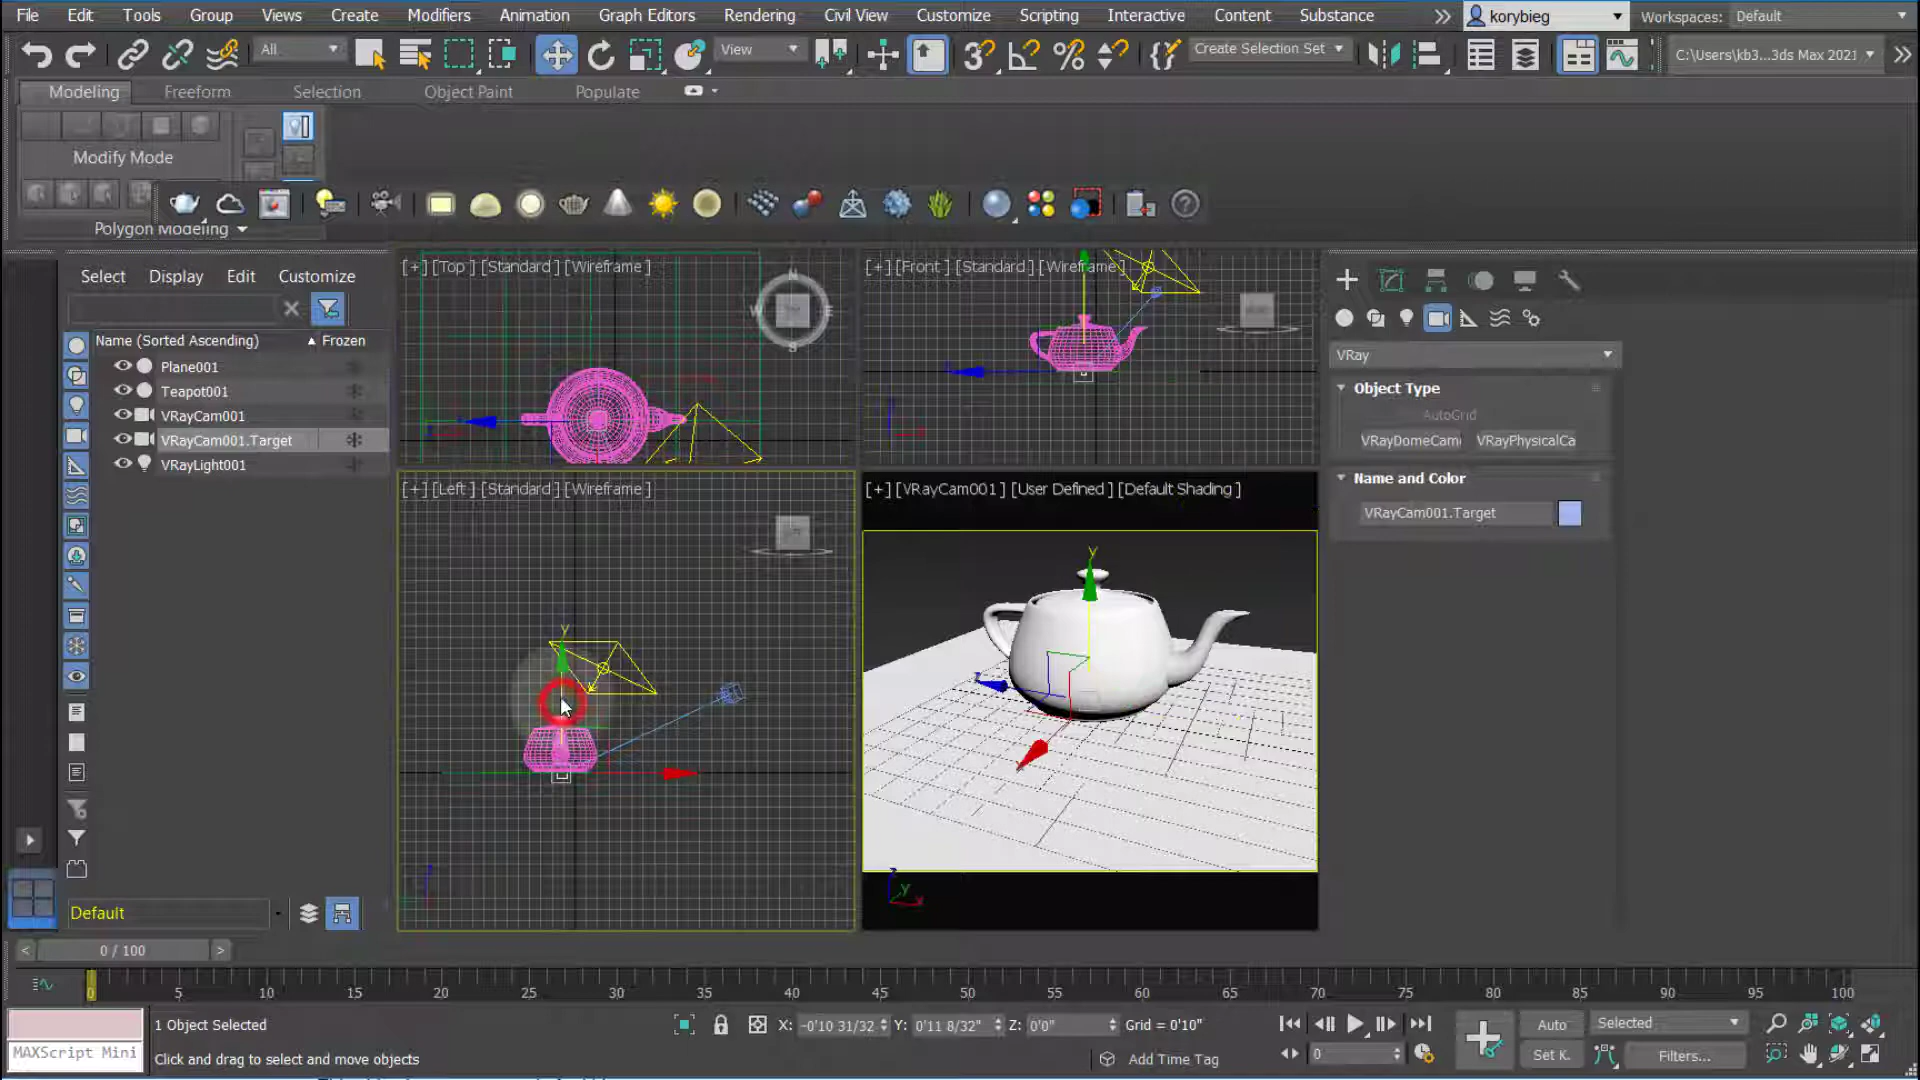 File Edit Tools Group Views Create Modifiers Animation Graph Editors Rendering Civil View Customize Scripting Interactive Content Substance korybieg Workspaces: Default
All... View Create Selection Set C:\Users\kb3...3ds Max 2021
Modeling Freeform Selection Object Paint Populate
Modify Mode
Polygon Modeling
Select Display Edit Customize
Name (Sorted Ascending) Frozen
Plane001
Teapot001
VRayCam001
VRayCam001.Target
VRayLight001
Default
[+] [Top] [Standard] [Wireframe]
[+] [Front] [Standard] [Wireframe]
[+] [Left] [Standard] [Wireframe]
[+] [VRayCam001] [User Defined] [Default Shading]
VRay
Object Type
AutoGrid
VRayDomeCam VRayPhysicalCa
Name and Color
VRayCam001.Target
0 / 100
0 5 10 15 20 25 30 35 40 45 50 55 60 65 70 75 80 85 90 95 100
1 Object Selected X: -0'10 31/32 Y: 0'11 8/32" Z: 0'0" Grid = 0'10" Auto Selected
MAXScript Mini Click and drag to select and move objects Add Time Tag 0 Set K. Filters...